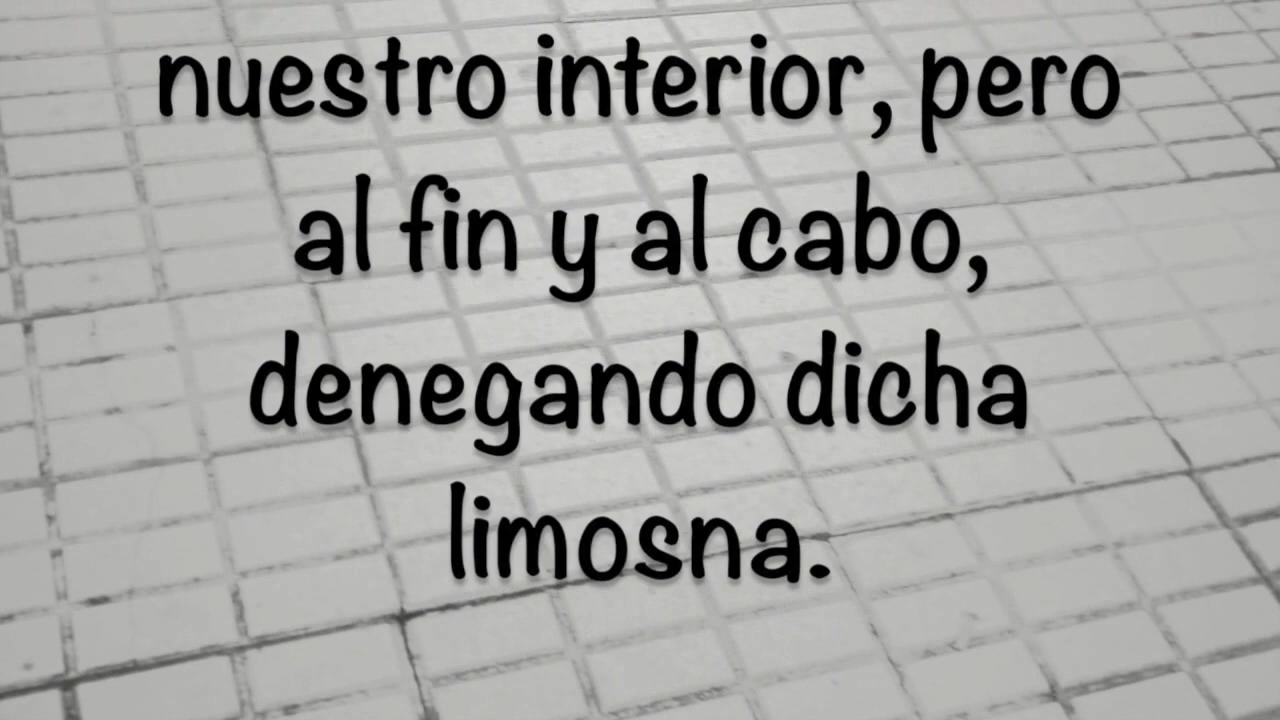 nuestro interior, pero
al fin y al cabo,
denegando dicha
limosna.